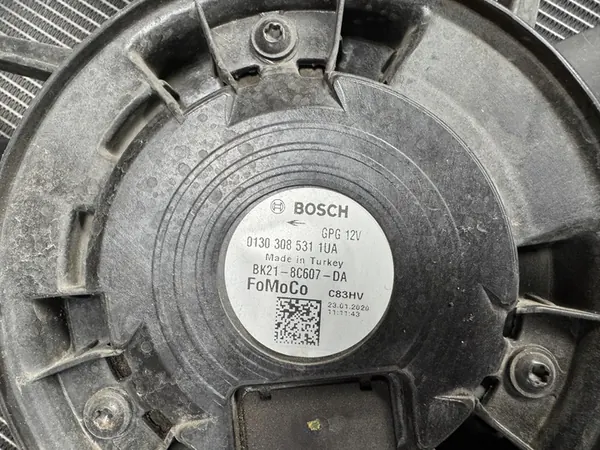 BOSCH
GPG 12V
0130 308 531 1UA
Made in Turkey
BK21-8C607-DA
FoMoCo C83HV
23.01.2020
11:11:43